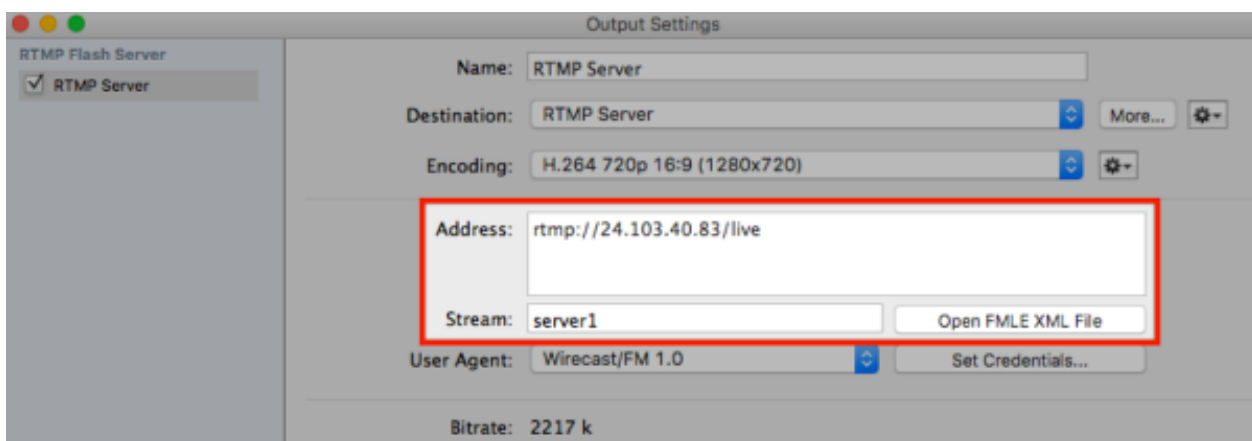 Output Settings
RTMP Flash Server
RTMP Server
Name: RTMP Server
Destination: RTMP Server More...
Encoding: H.264 720p 16:9 (1280x720)
Address: rtmp://24.103.40.83/live
Stream: server1 Open FMLE XML File
User Agent: Wirecast/FM 1.0 Set Credentials...
Bitrate: 2217 k